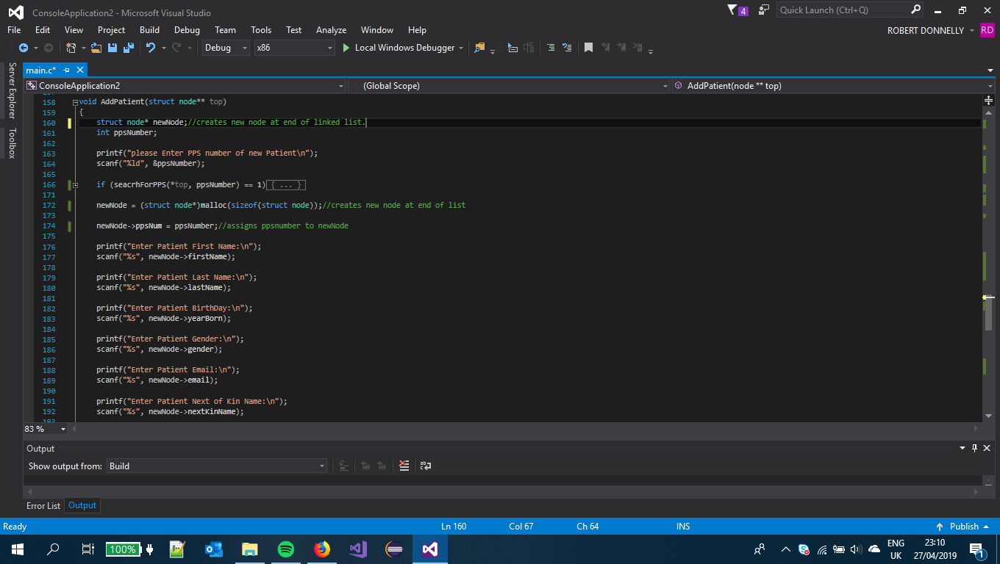 ConsoleApplication2 - Microsoft Visual Studio
4
Quick Launch (Ctrl+Q)
File Edit View Project Build Debug Team Tools Test Analyze Window Help
ROBERT DONNELLY RD
Debug x86 Local Windows Debugger
Server Explorer
Toolbox
main.c*
ConsoleApplication2 (Global Scope) AddPatient(node ** top)
158 void AddPatient(struct node** top)
159 {
160 struct node* newNode;//creates new node at end of linked list.
161 int ppsNumber;
162
163 printf("please Enter PPS number of new Patient\n");
164 scanf("%ld", &ppsNumber);
165
166 if (seacrhForPPS(*top, ppsNumber) == 1){ ... }
171
172 newNode = (struct node*)malloc(sizeof(struct node));//creates new node at end of list
173
174 newNode->ppsNum = ppsNumber;//assigns ppsnumber to newNode
175
176 printf("Enter Patient First Name:\n");
177 scanf("%s", newNode->firstName);
178
179 printf("Enter Patient Last Name:\n");
180 scanf("%s", newNode->lastName);
181
182 printf("Enter Patient BirthDay:\n");
183 scanf("%s", newNode->yearBorn);
184
185 printf("Enter Patient Gender:\n");
186 scanf("%s", newNode->gender);
187
188 printf("Enter Patient Email:\n");
189 scanf("%s", newNode->email);
190
191 printf("Enter Patient Next of Kin Name:\n");
192 scanf("%s", newNode->nextKinName);
193
83 %
Output
Show output from: Build
Error List Output
Ready Ln 160 Col 67 Ch 64 INS Publish
100%
ENG
UK
23:10
27/04/2019
1